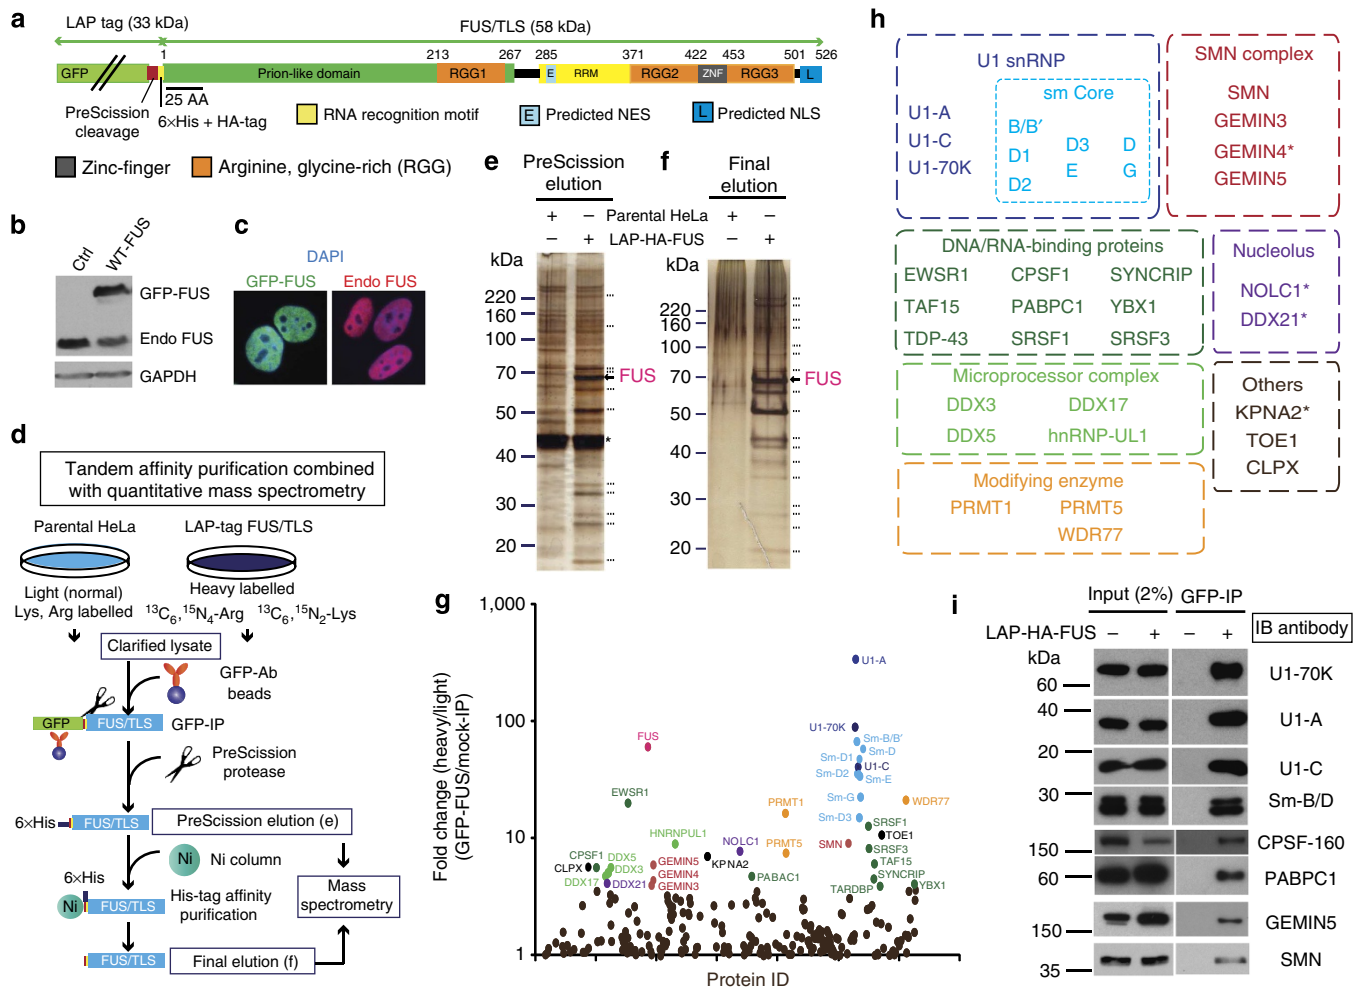 a
LAP tag (33 kDa)
FUS/TLS (58 kDa)
1 213 267 285 371 422 453 501 526
GFP Prion-like domain RGG1 E RRM RGG2 ZNF RGG3 L
PreScission cleavage
25 AA
6×His + HA-tag
RNA recognition motif
E Predicted NES
L Predicted NLS
Zinc-finger
Arginine, glycine-rich (RGG)
b
Ctrl WT-FUS
GFP-FUS
Endo FUS
GAPDH
c
DAPI
GFP-FUS Endo FUS
d
Tandem affinity purification combined
with quantitative mass spectrometry
Parental HeLa LAP-tag FUS/TLS
Light (normal)
Lys, Arg labelled
Heavy labelled
¹³C₆,¹⁵N₄-Arg ¹³C₆,¹⁵N₂-Lys
Clarified lysate
GFP-Ab
beads
GFP FUS/TLS GFP-IP
PreScission
protease
6×His FUS/TLS PreScission elution (e)
Ni Ni column
6×His
Ni FUS/TLS His-tag affinity
purification
Mass
spectrometry
FUS/TLS Final elution (f)
e
PreScission
elution
+ − Parental HeLa
− + LAP-HA-FUS
kDa
220
160
100
70
50
40
30
20
FUS
*
f
Final
elution
+ −
− +
kDa
220
160
100
70
50
40
30
20
FUS
g
Fold change (heavy/light)
(GFP-FUS/mock-IP)
1,000
100
10
1
Protein ID
U1-A
U1-70K
FUS
Sm-B/B′
Sm-D
Sm-D1
U1-C
Sm-D2
Sm-E
EWSR1
Sm-G
WDR77
PRMT1
Sm-D3
SRSF1
HNRNPUL1
TOE1
NOLC1
SMN
PRMT5
SRSF3
CPSF1
DDX5
GEMIN5
KPNA2
TAF15
CLPX
DDX3
GEMIN4
PABAC1
SYNCRIP
DDX17
DDX21
GEMIN3
TARDBP
YBX1
h
U1 snRNP
U1-A
U1-C
U1-70K
sm Core
B/B′
D1
D2
D3 D
E G
SMN complex
SMN
GEMIN3
GEMIN4*
GEMIN5
DNA/RNA-binding proteins
EWSR1 CPSF1 SYNCRIP
TAF15 PABPC1 YBX1
TDP-43 SRSF1 SRSF3
Nucleolus
NOLC1*
DDX21*
Microprocessor complex
DDX3 DDX17
DDX5 hnRNP-UL1
Others
KPNA2*
TOE1
CLPX
Modifying enzyme
PRMT1 PRMT5
WDR77
i
Input (2%) GFP-IP
LAP-HA-FUS − + − + IB antibody
kDa
60 U1-70K
40 U1-A
20 U1-C
30 Sm-B/D
150 CPSF-160
60 PABPC1
150 GEMIN5
35 SMN